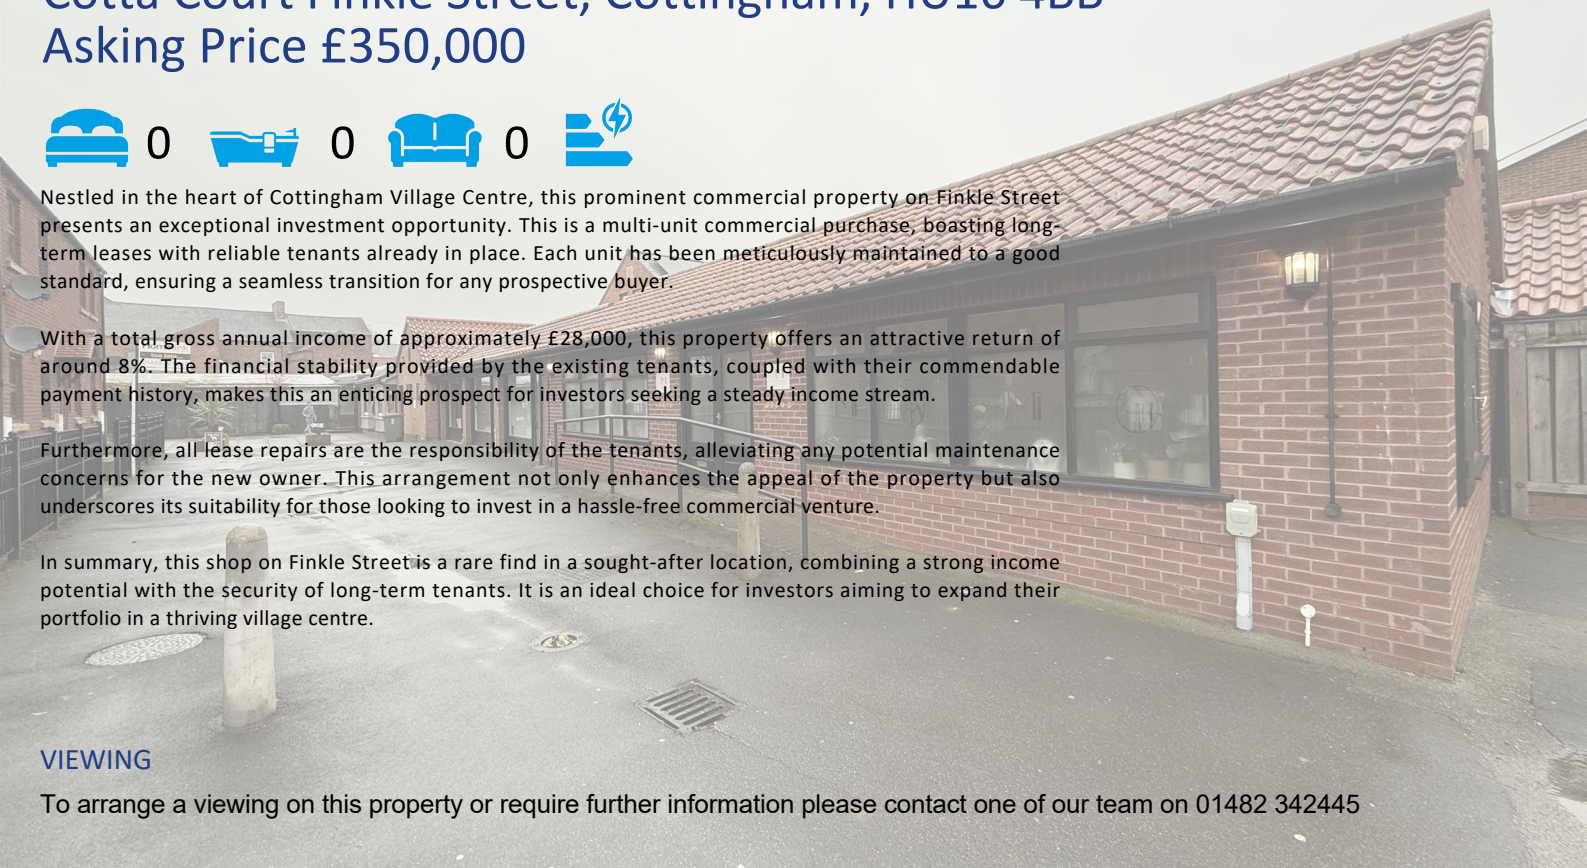 Cotta Court Finkle Street, Cottingham, HU16 4BB
Asking Price £350,000
0 0 0
Nestled in the heart of Cottingham Village Centre, this prominent commercial property on Finkle Street
presents an exceptional investment opportunity. This is a multi-unit commercial purchase, boasting long-
term leases with reliable tenants already in place. Each unit has been meticulously maintained to a good
standard, ensuring a seamless transition for any prospective buyer.
With a total gross annual income of approximately £28,000, this property offers an attractive return of
around 8%. The financial stability provided by the existing tenants, coupled with their commendable
payment history, makes this an enticing prospect for investors seeking a steady income stream.
Furthermore, all lease repairs are the responsibility of the tenants, alleviating any potential maintenance
concerns for the new owner. This arrangement not only enhances the appeal of the property but also
underscores its suitability for those looking to invest in a hassle-free commercial venture.
In summary, this shop on Finkle Street is a rare find in a sought-after location, combining a strong income
potential with the security of long-term tenants. It is an ideal choice for investors aiming to expand their
portfolio in a thriving village centre.
VIEWING
To arrange a viewing on this property or require further information please contact one of our team on 01482 342445